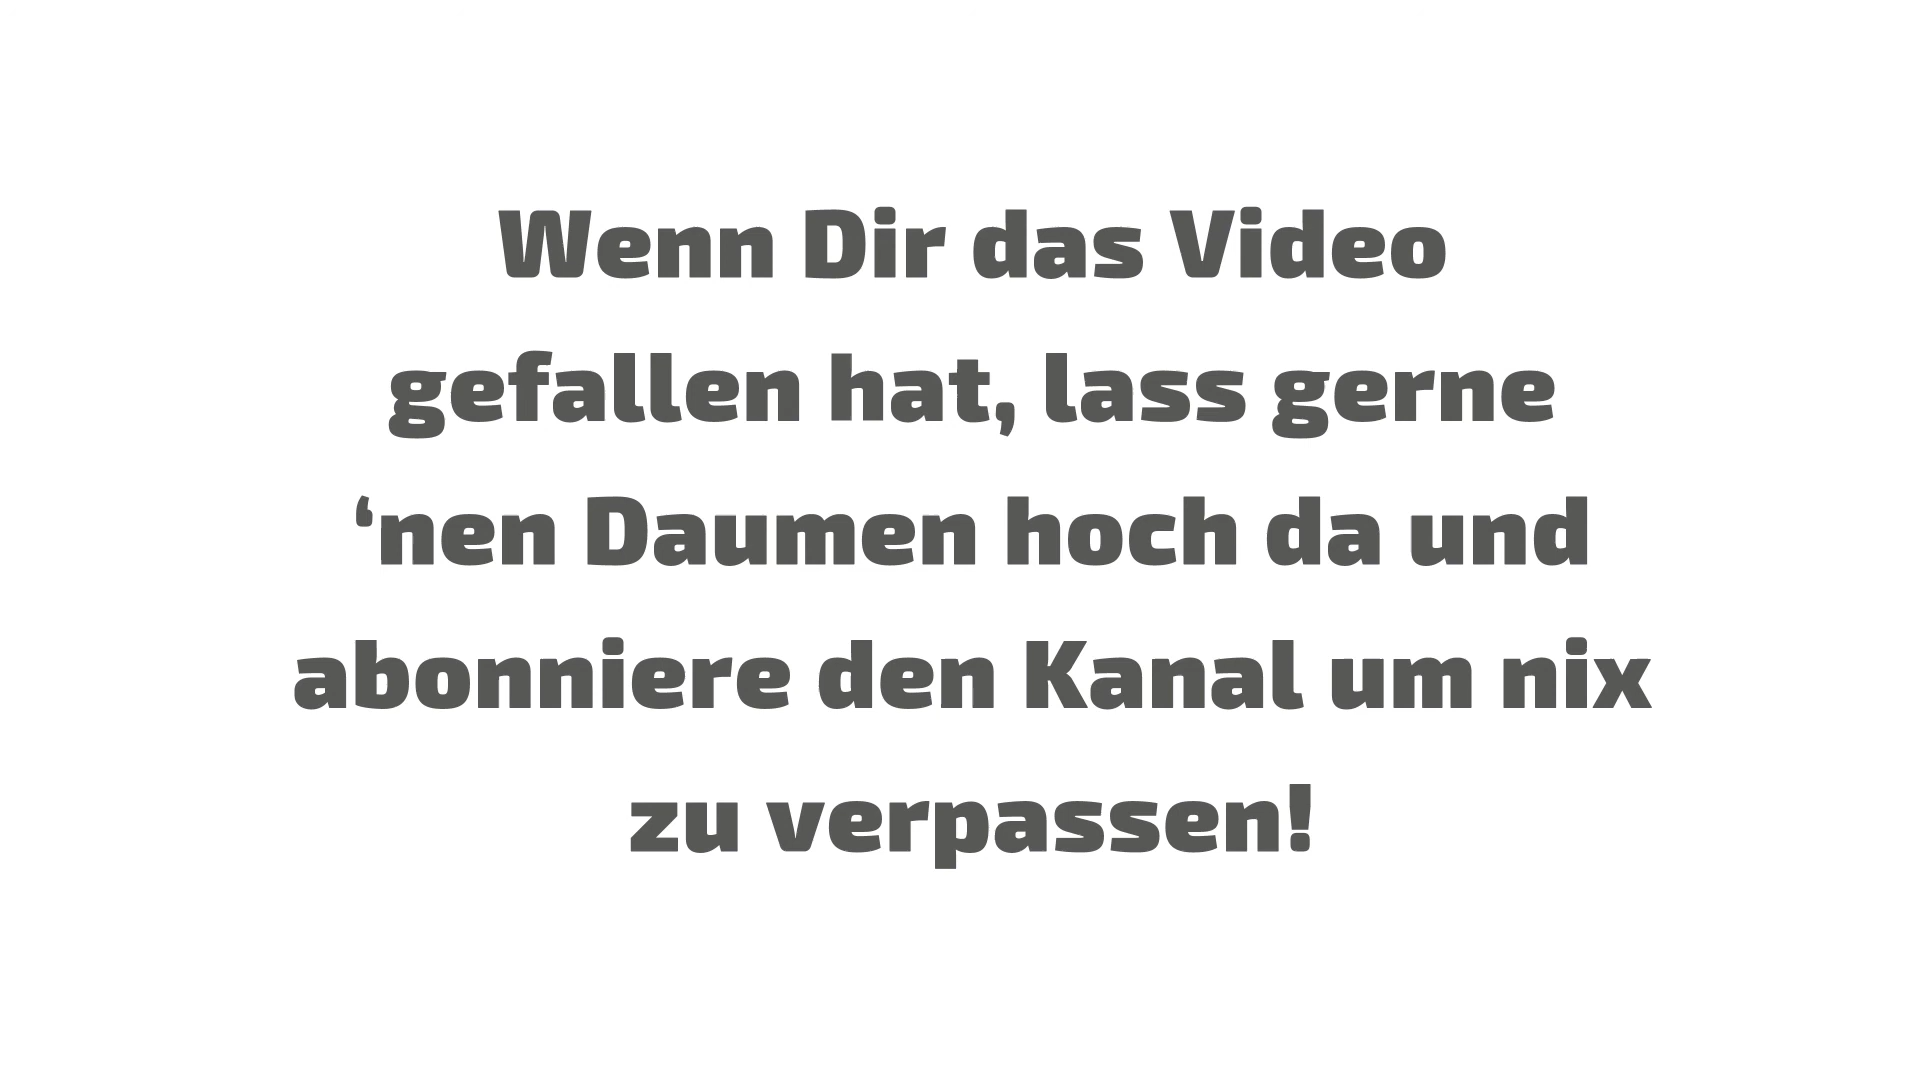 Wenn Dir das Video
gefallen hat, lass gerne
‘nen Daumen hoch da und
abonniere den Kanal um nix
zu verpassen!